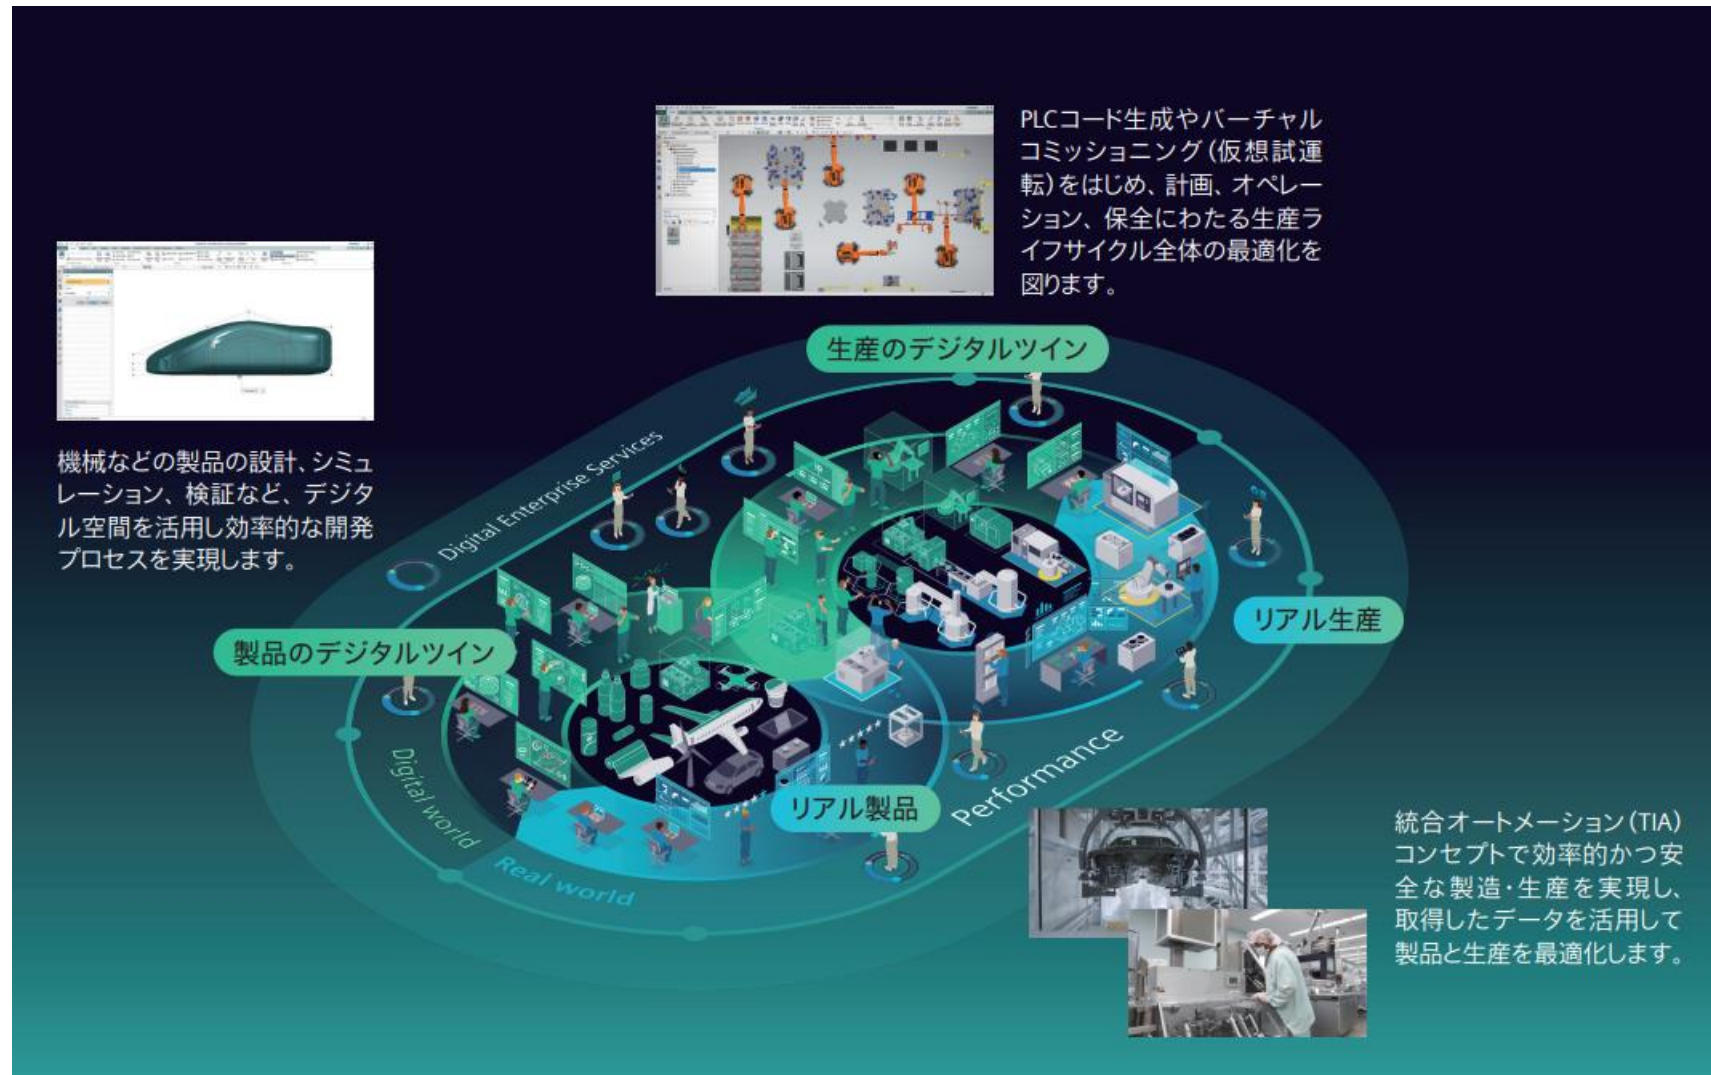 PLCコード生成やバーチャル
コミッショニング(仮想試運
転)をはじめ、計画、オペレー
ション、保全にわたる生産ラ
イフサイクル全体の最適化を
図ります。
機械などの製品の設計、シミュ
レーション、検証など、デジタ
ル空間を活用し効率的な開発
プロセスを実現します。
生産のデジタルツイン
Digital Enterprise Services
リアル生産
製品のデジタルツイン
Digital world
Real world
リアル製品
Performance
統合オートメーション(TIA)
コンセプトで効率的かつ安
全な製造・生産を実現し、
取得したデータを活用して
製品と生産を最適化します。